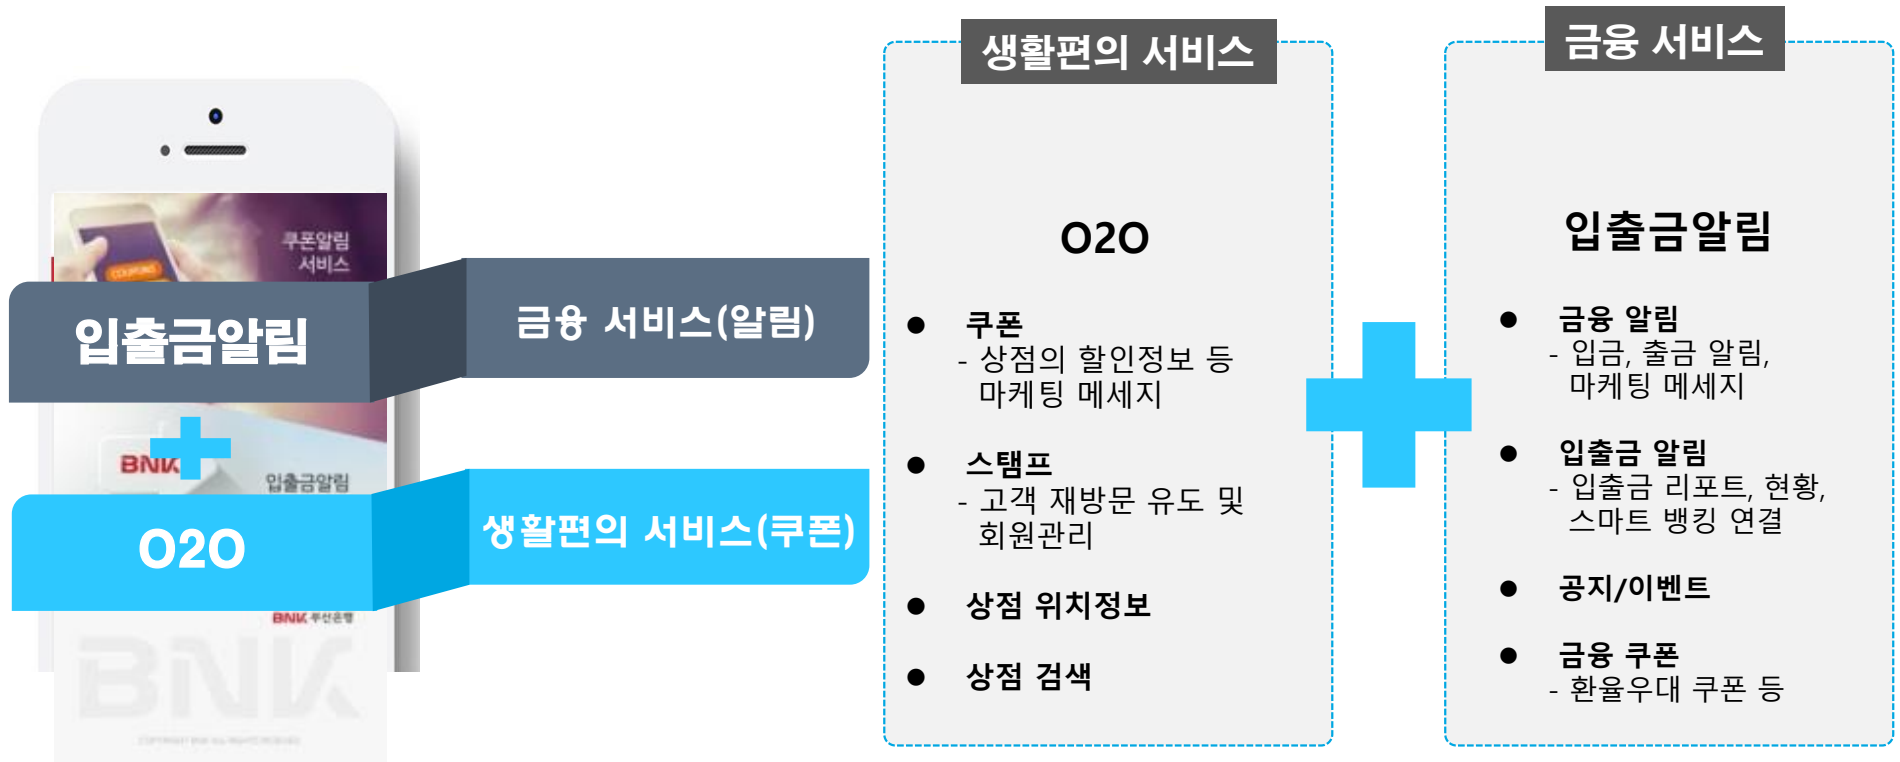 쿠폰알림
서비스
COUPONS
입출금알림
금융 서비스(알림)
BNK
입출금알림
O2O
생활편의 서비스(쿠폰)
BNK 부산은행
BNK
생활편의 서비스
O2O
● 쿠폰
- 상점의 할인정보 등
마케팅 메세지
● 스탬프
- 고객 재방문 유도 및
회원관리
● 상점 위치정보
● 상점 검색
금융 서비스
입출금알림
● 금융 알림
- 입금, 출금 알림,
마케팅 메세지
● 입출금 알림
- 입출금 리포트, 현황,
스마트 뱅킹 연결
● 공지/이벤트
● 금융 쿠폰
- 환율우대 쿠폰 등